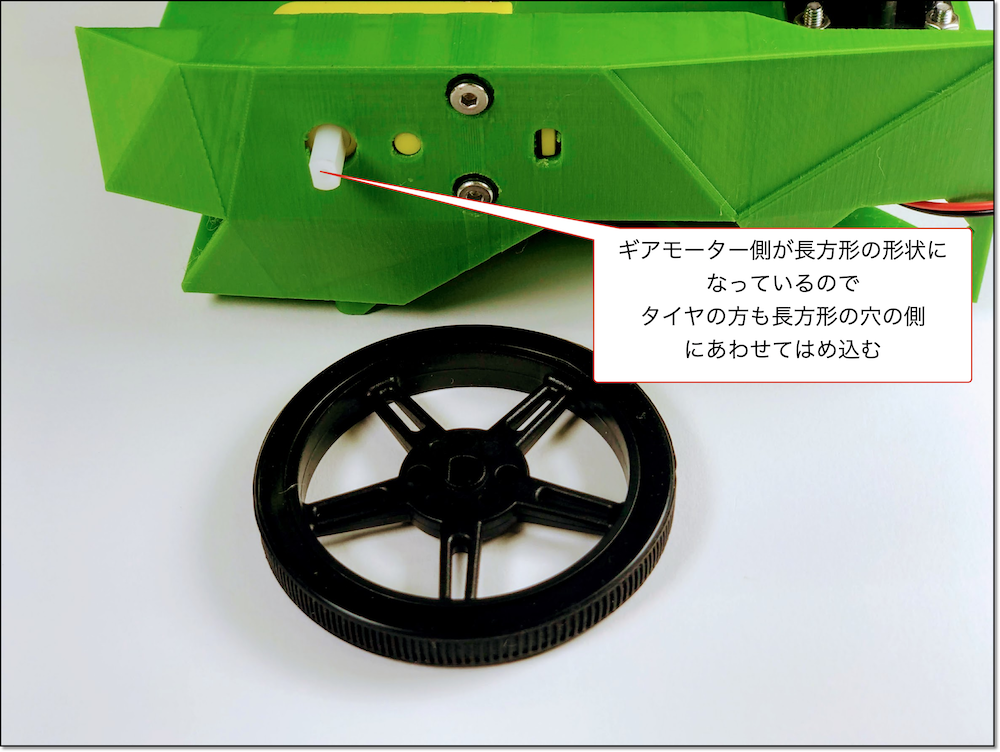 ギアモーター側が長方形の形状に
なっているので
タイヤの方も長方形の穴の側
にあわせてはめ込む